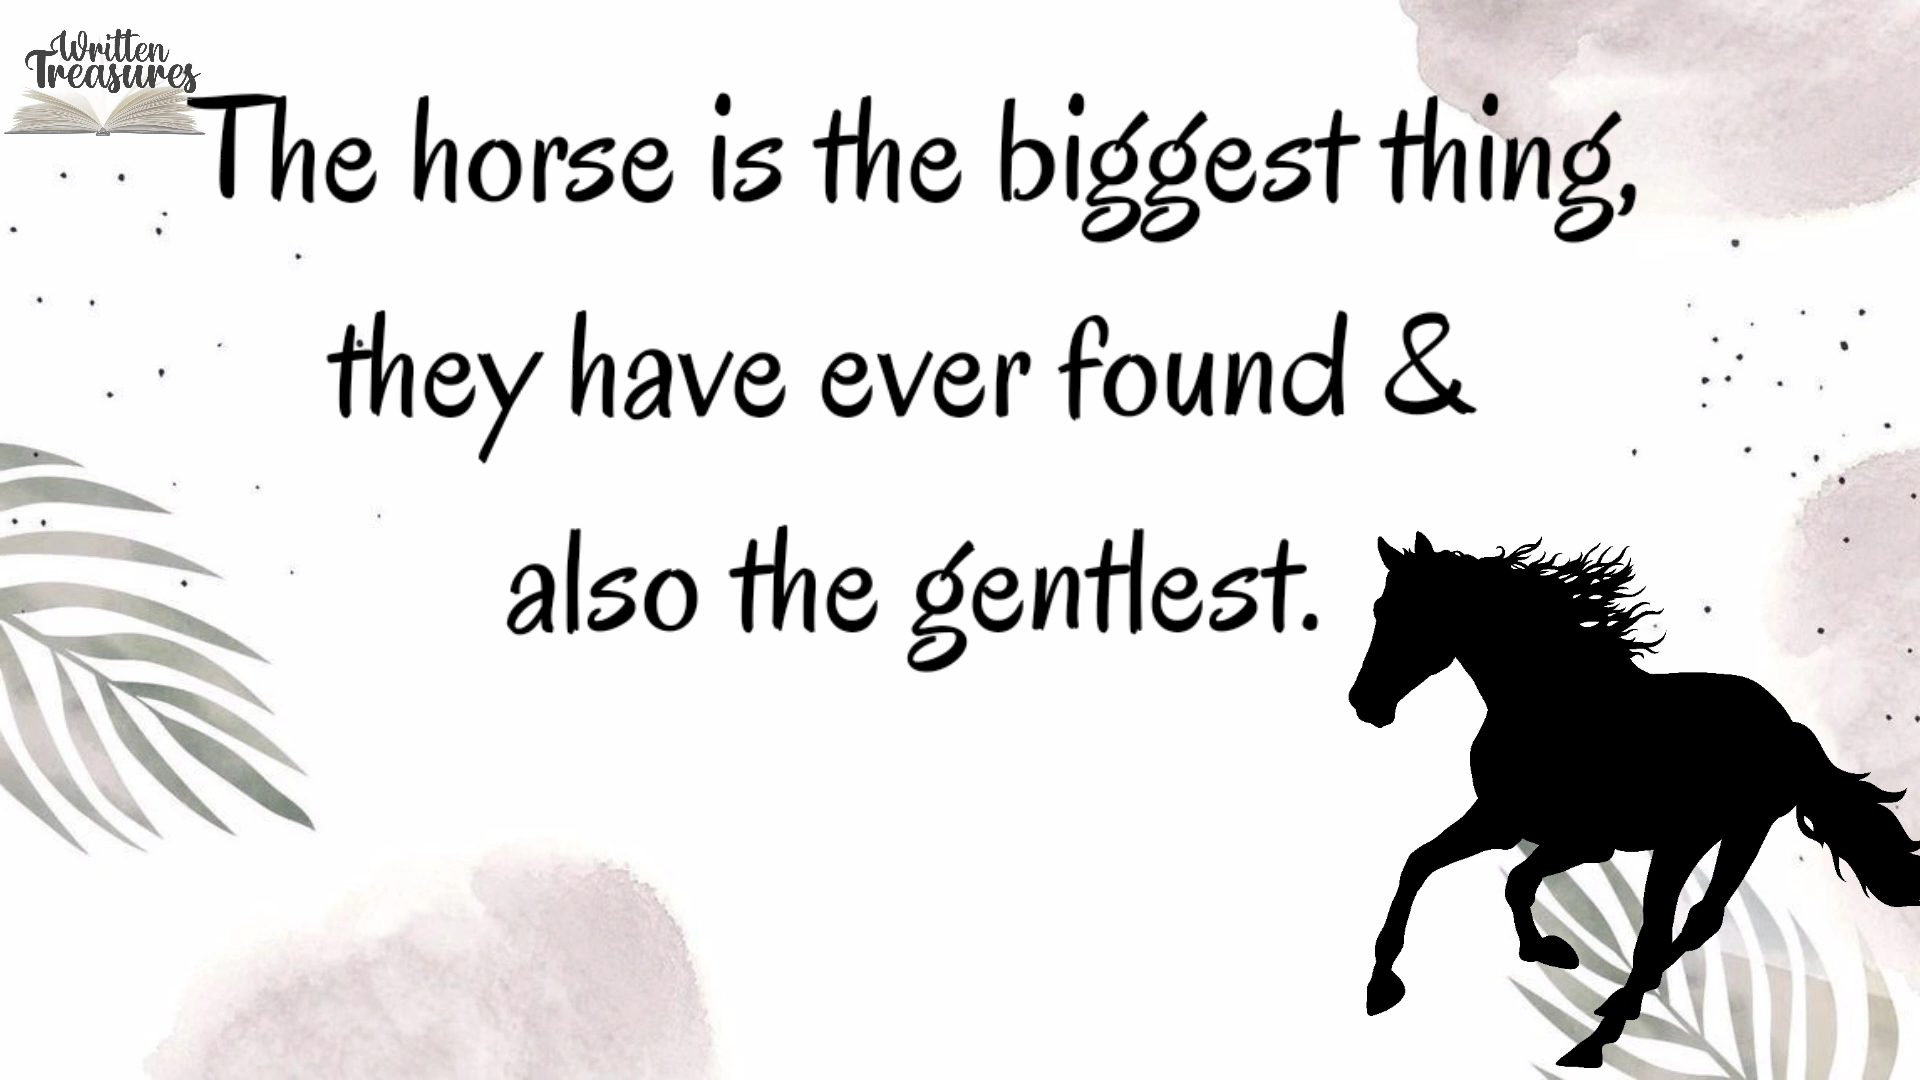 Written
Treasures
The horse is the biggest thing,
they have ever found &
also the gentlest.